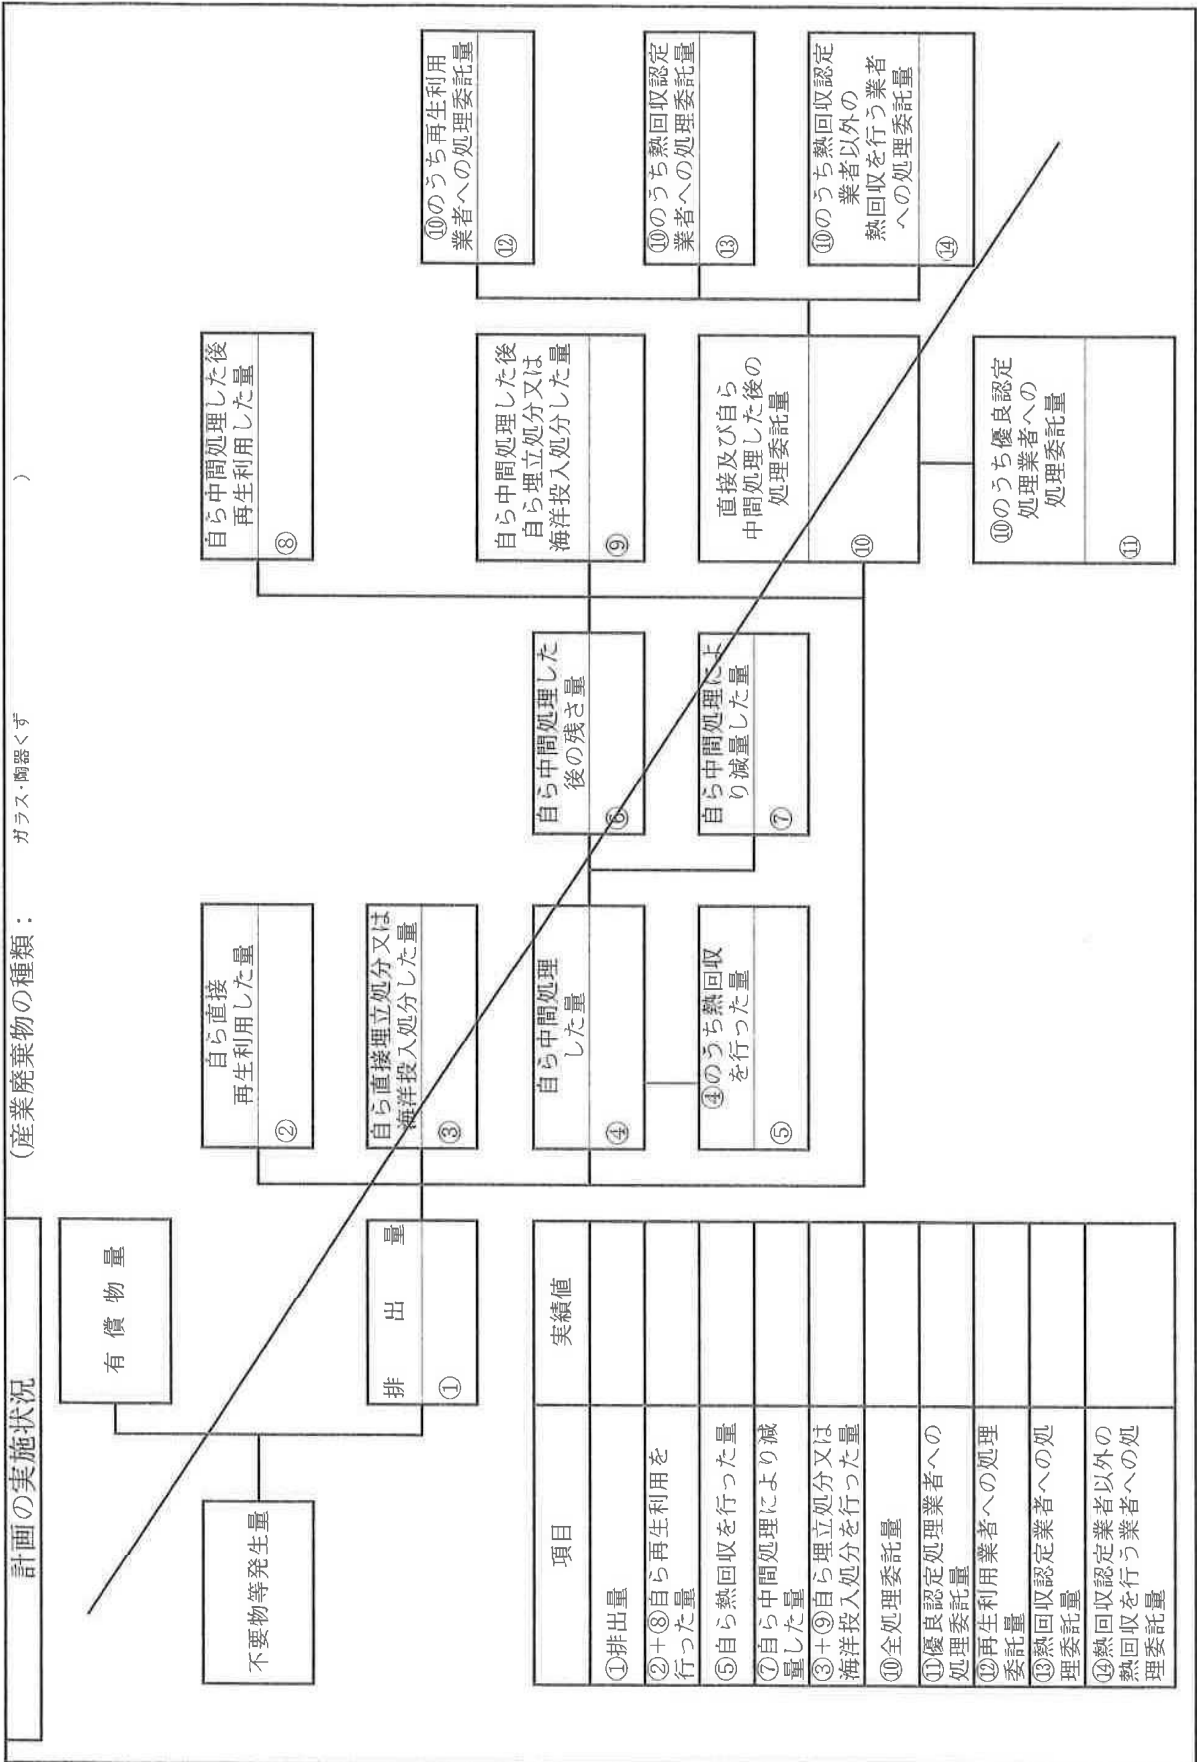 計画の実施状況
(産業廃棄物の種類： ガラス・陶器くず )
不要物等発生量
有償物量
排出量
①
自ら直接
再生利用した量
②
自ら直接埋立処分又は
海洋投入処分した量
③
自ら中間処理
した量
④
④のうち熱回収
を行った量
⑤
自ら中間処理した
後の残さ量
⑥
自ら中間処理によ
り減量した量
⑦
自ら中間処理した後
再生利用した量
⑧
自ら中間処理した後
自ら埋立処分又は
海洋投入処分した量
⑨
直接及び自ら
中間処理した後の
処理委託量
⑩
⑩のうち優良認定
処理業者への
処理委託量
⑪
⑩のうち再生利用
業者への処理委託量
⑫
⑩のうち熱回収認定
業者への処理委託量
⑬
⑩のうち熱回収認定
業者以外の
熱回収を行う業者
への処理委託量
⑭
項目 実績値
①排出量
②+⑧自ら再生利用を
行った量
⑤自ら熱回収を行った量
⑦自ら中間処理により減
量した量
③+⑨自ら埋立処分又は
海洋投入処分を行った量
⑩全処理委託量
⑪優良認定処理業者への
処理委託量
⑫再生利用業者への処理
委託量
⑬熱回収認定業者への処
理委託量
⑭熱回収認定業者以外の
熱回収を行う業者への処
理委託量